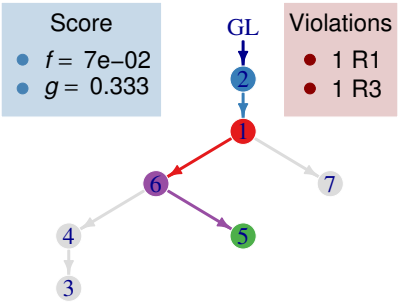 Score
f = 7e−02
g = 0.333
GL
Violations
1 R1
1 R3
2
1
6
7
4
5
3